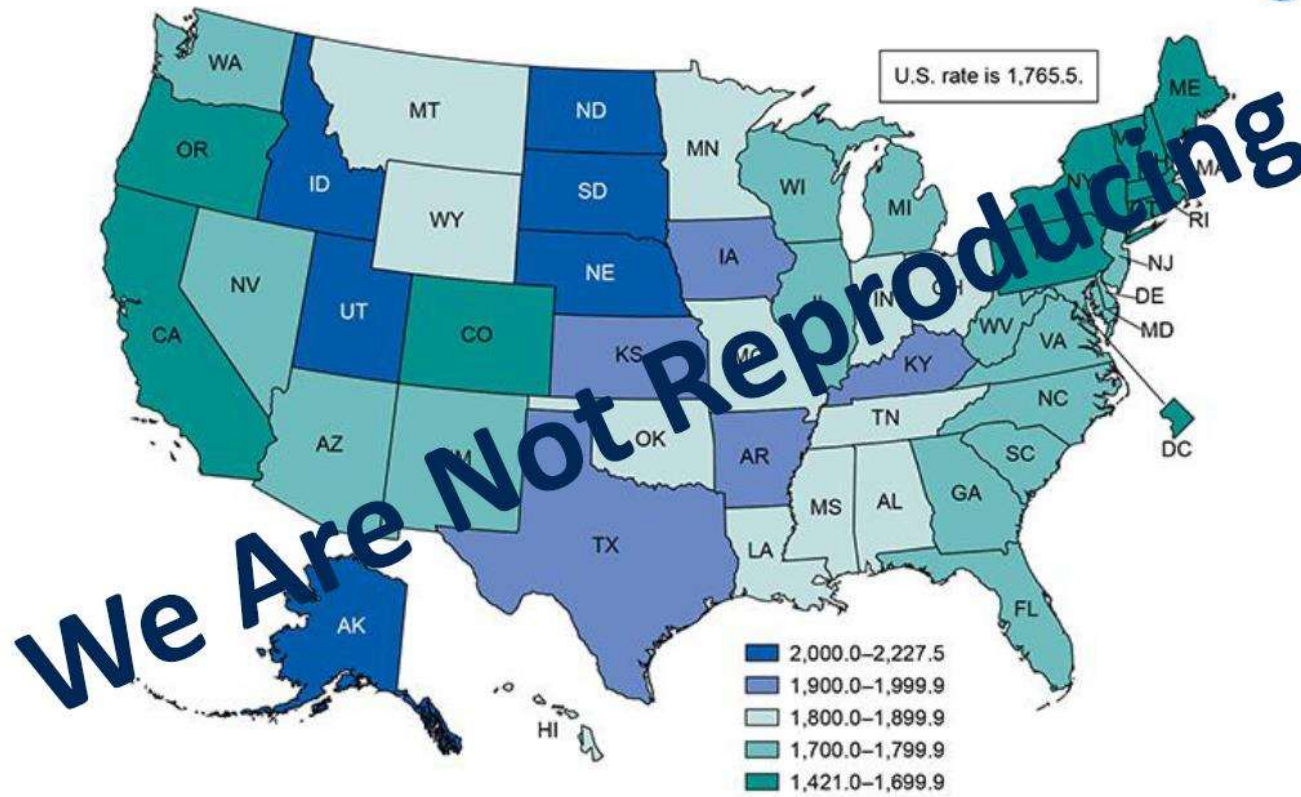 U.S. rate is 1,765.5.
WA
MT
ND
MN
ME
OR
ID
SD
WI
MI
NY
MA
RI
WY
IA
NE
NV
UT
CO
CA
KS
IN
OH
NJ
DE
MD
WV
VA
KY
NC
TN
AZ
OK
AR
SC
DC
MS
AL
GA
TX
LA
FL
AK
HI
We Are Not Reproducing
2,000.0–2,227.5
1,900.0–1,999.9
1,800.0–1,899.9
1,700.0–1,799.9
1,421.0–1,699.9